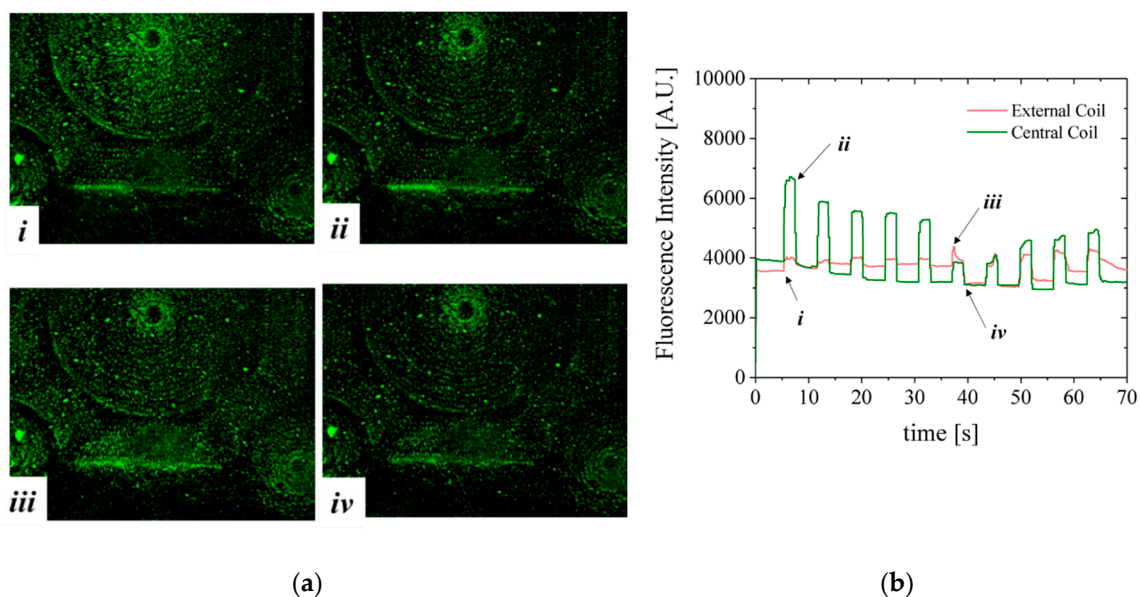 i
ii
iii
iv
(a)
Fluorescence Intensity [A.U.]
10000
8000
6000
4000
2000
0
0
10
20
30
40
50
60
70
time [s]
External Coil
Central Coil
ii
iii
i
iv
(b)